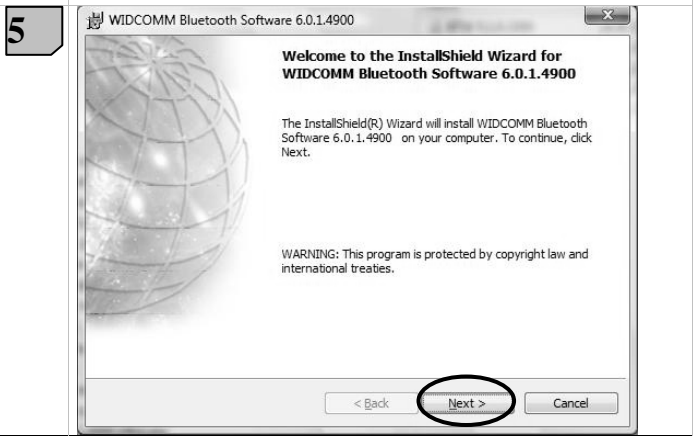 5
WIDCOMM Bluetooth Software 6.0.1.4900
Welcome to the InstallShield Wizard for
WIDCOMM Bluetooth Software 6.0.1.4900
The InstallShield(R) Wizard will install WIDCOMM Bluetooth
Software 6.0.1.4900 on your computer. To continue, click
Next.
WARNING: This program is protected by copyright law and
international treaties.
< Back Next > Cancel